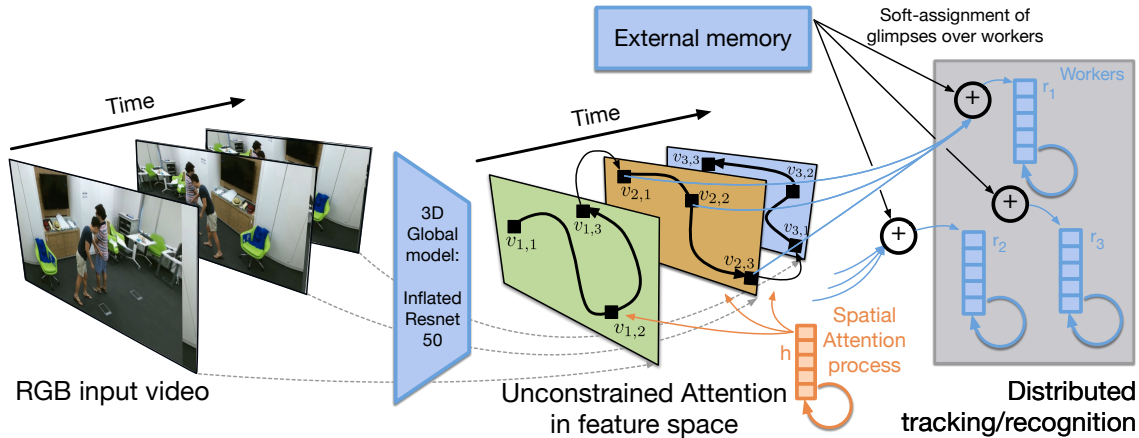 External memory
Soft-assignment of
glimpses over workers
Workers
r1
r2
r3
+
+
+
Time
Time
3D
Global
model:
Inflated
Resnet
50
v1,1
v1,2
v1,3
v2,1
v2,2
v2,3
v3,1
v3,2
v3,3
h
Spatial
Attention
process
RGB input video
Unconstrained Attention
in feature space
Distributed
tracking/recognition